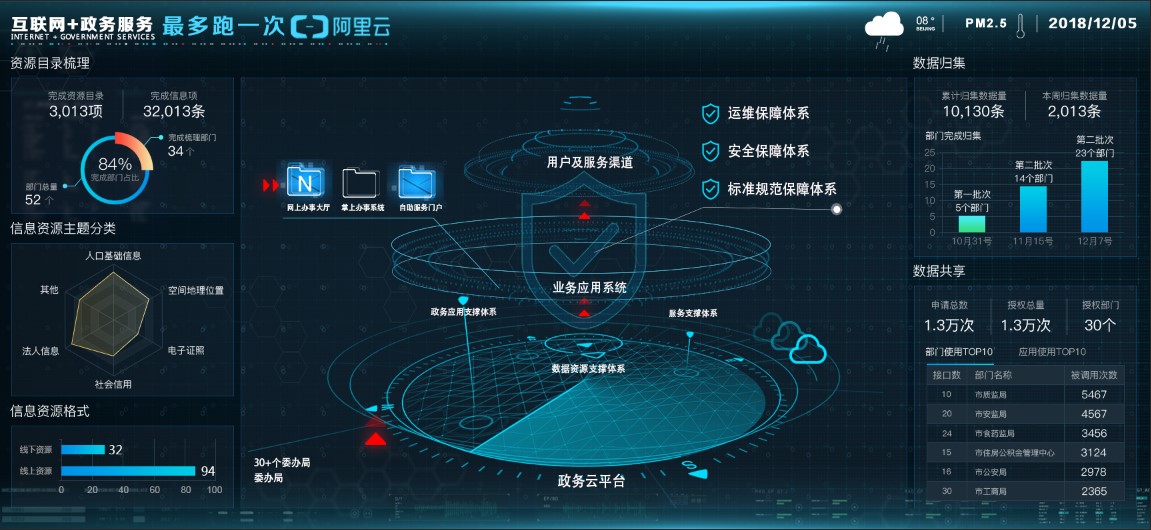 互联网+政务服务 最多跑一次 阿里云
INTERNET + GOVERNMENT SERVICES
08 °
BEIJING
PM2.5
2018/12/05
资源目录梳理
完成资源目录 完成信息项
3,013项 32,013条
完成梳理部门
34 个
84%
完成部门占比
部门总量
52 个
信息资源主题分类
人口基础信息
其他
空间地理位置
法人信息
电子证照
社会信用
信息资源格式
线下资源 32
线上资源 94
0 20 40 60 80 100
用户及服务渠道
N
网上办事大厅 掌上办事系统 自助服务门户
运维保障体系
安全保障体系
标准规范保障体系
业务应用系统
政务应用支撑体系
服务支撑体系
数据资源支撑体系
30+个委办局
委办局
政务云平台
数据归集
累计归集数据量 本周归集数据量
10,130条 2,013条
部门完成归集
25
20
15
10
5
0
第一批次
5个部门
第二批次
14个部门
第二批次
23个部门
10月31号 11月15号 12月7号
数据共享
申请总数 授权总量 授权部门
1.3万次 1.3万次 30个
部门使用TOP10 应用使用TOP10
接口数 部门名称 被调用次数
10 市质监局 5467
20 市安监局 4567
24 市食药监局 3456
15 市住房公积金管理中心 3124
16 市公安局 2978
30 市工商局 2365